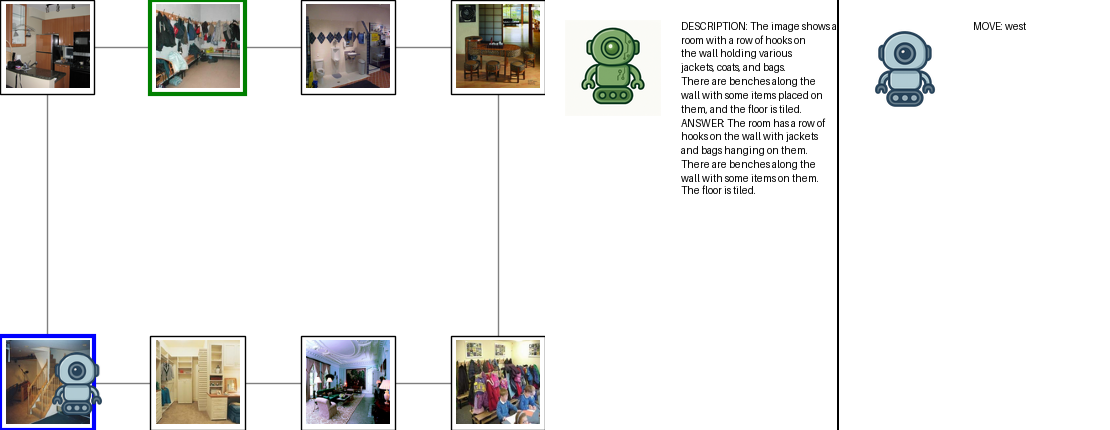 DESCRIPTION: The image shows a
room with a row of hooks on
the wall holding various
jackets, coats, and bags.
There are benches along the
wall with some items placed on
them, and the floor is tiled.
ANSWER: The room has a row of
hooks on the wall with jackets
and bags hanging on them.
There are benches along the
wall with some items on them.
The floor is tiled.
MOVE: west